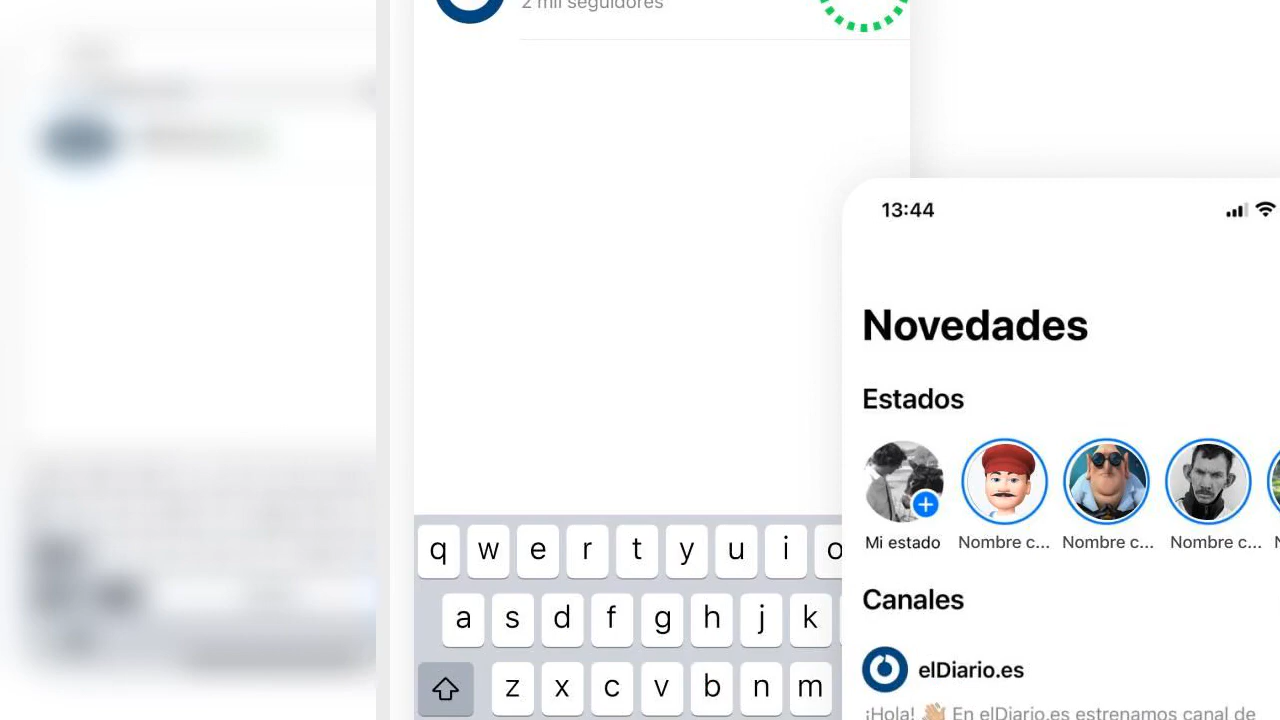 2 mil seguidores
13:44
Novedades
Estados
Mi estado
Nombre c...
Nombre c...
Nombre c...
Canales
elDiario.es
¡Hola! 👋🏼 En elDiario.es estrenamos canal de
q w e r t y u i o
a s d f g h j k
z x c v b n m